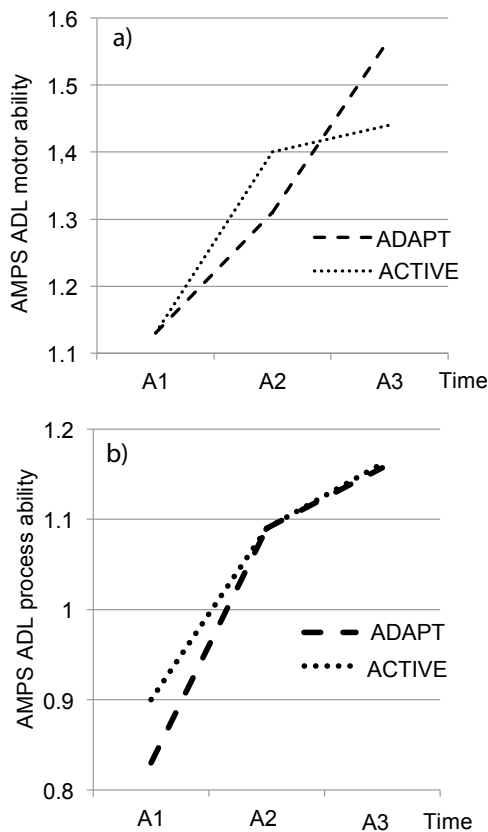 a)
AMPS ADL motor ability
1.6
1.5
1,4
1.3
1.2
1.1
ADAPT
ACTIVE
A1 A2 A3 Time
b)
AMPS ADL process ability
1.2
1.1
1
0.9
0.8
ADAPT
ACTIVE
A1 A2 A3 Time